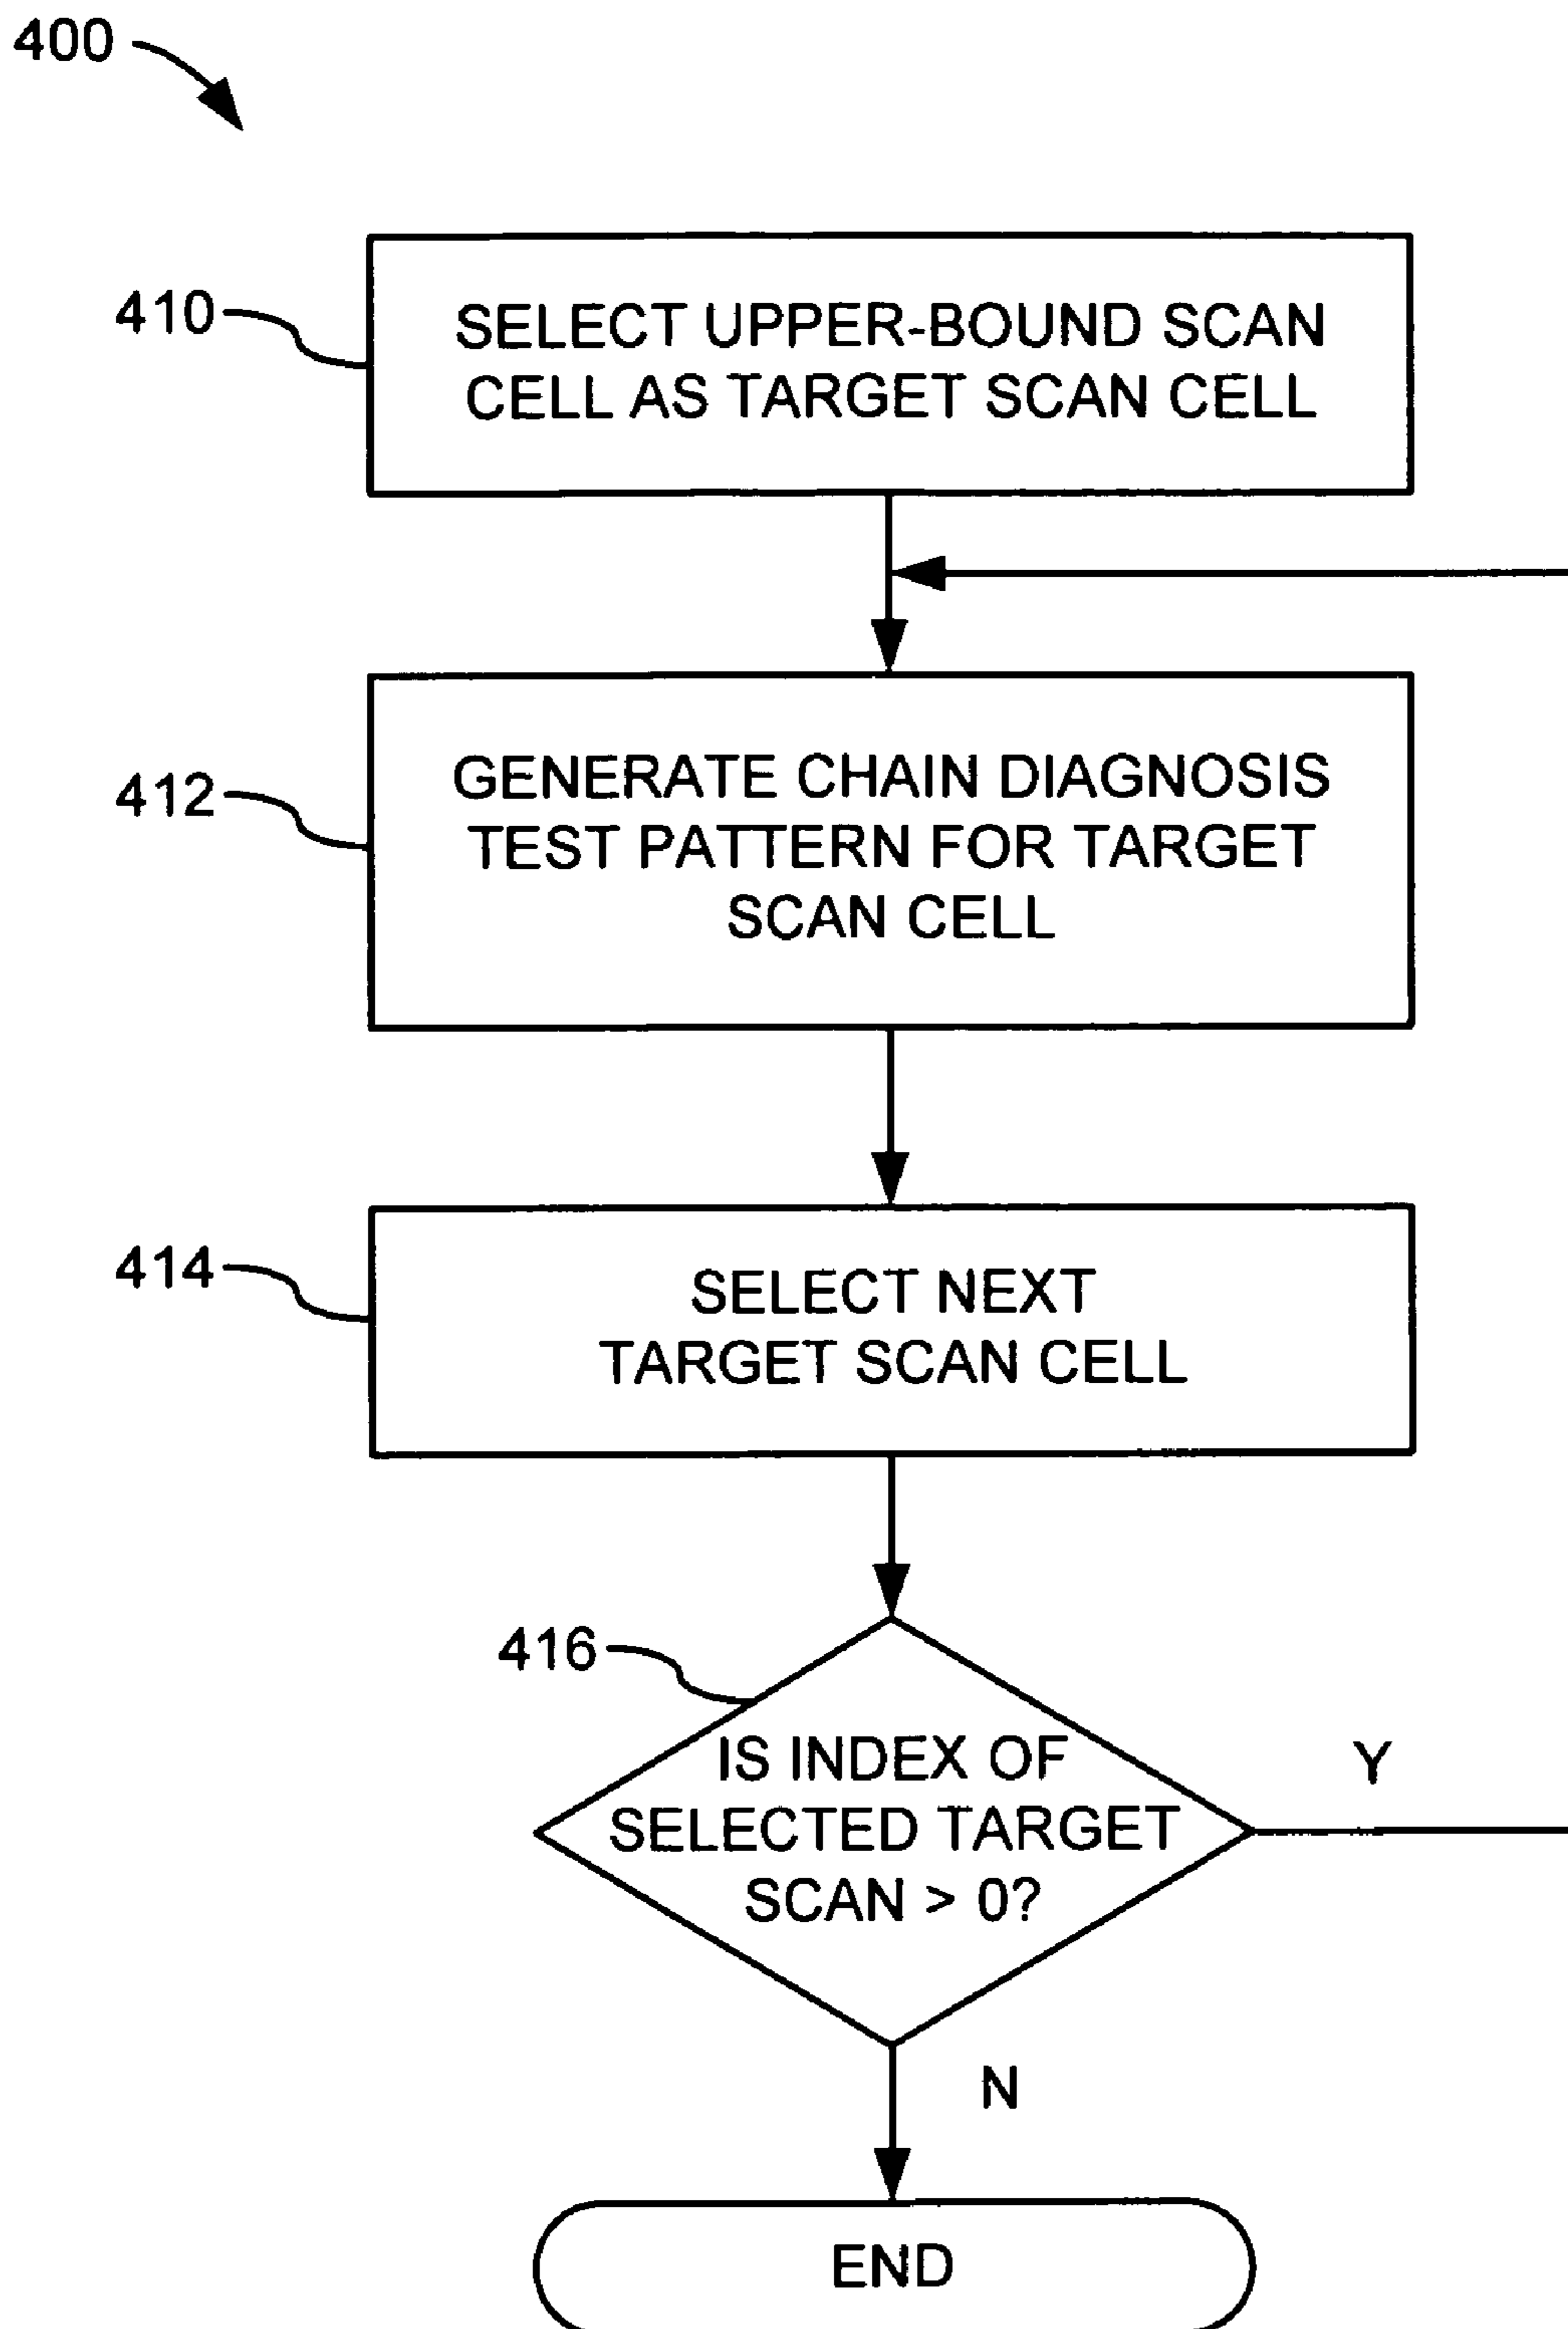 400
410
SELECT UPPER-BOUND SCAN
CELL AS TARGET SCAN CELL
412
GENERATE CHAIN DIAGNOSIS
TEST PATTERN FOR TARGET
SCAN CELL
414
SELECT NEXT
TARGET SCAN CELL
416
IS INDEX OF
SELECTED TARGET
SCAN > 0?
Y
N
END